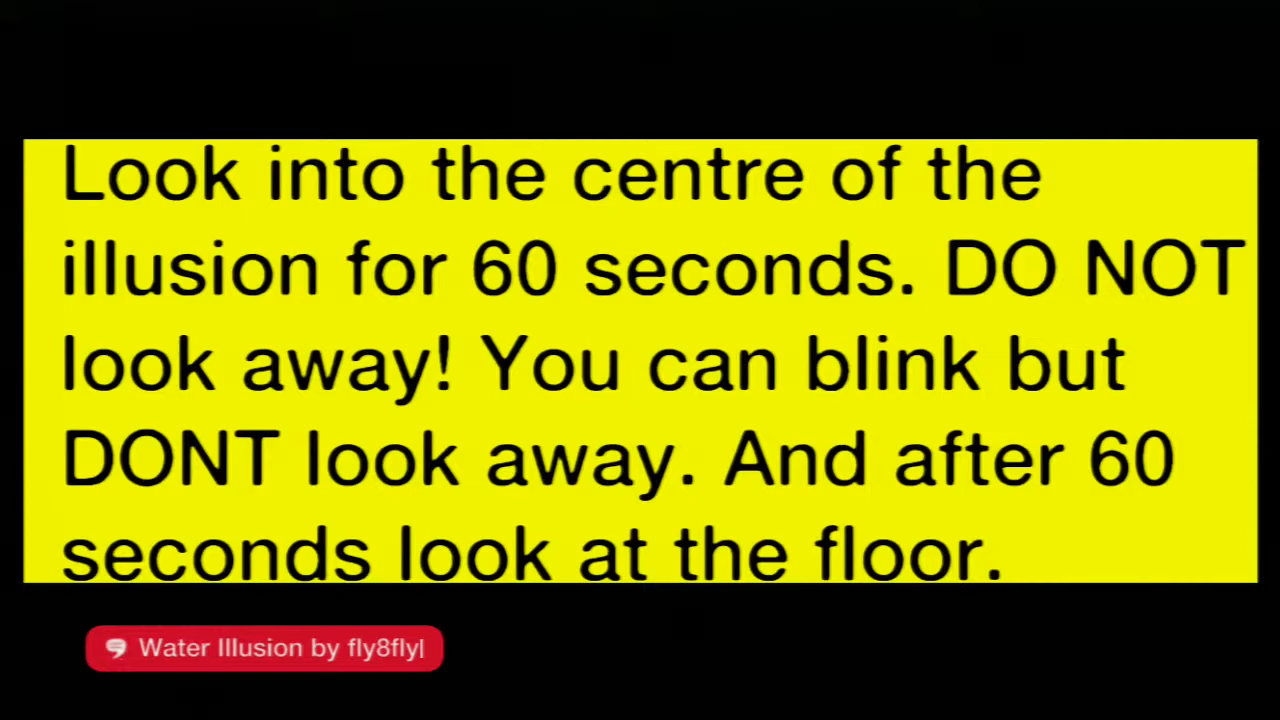 Look into the centre of the
illusion for 60 seconds. DO NOT
look away! You can blink but
DONT look away. And after 60
seconds look at the floor.
Water Illusion by fly8fly|